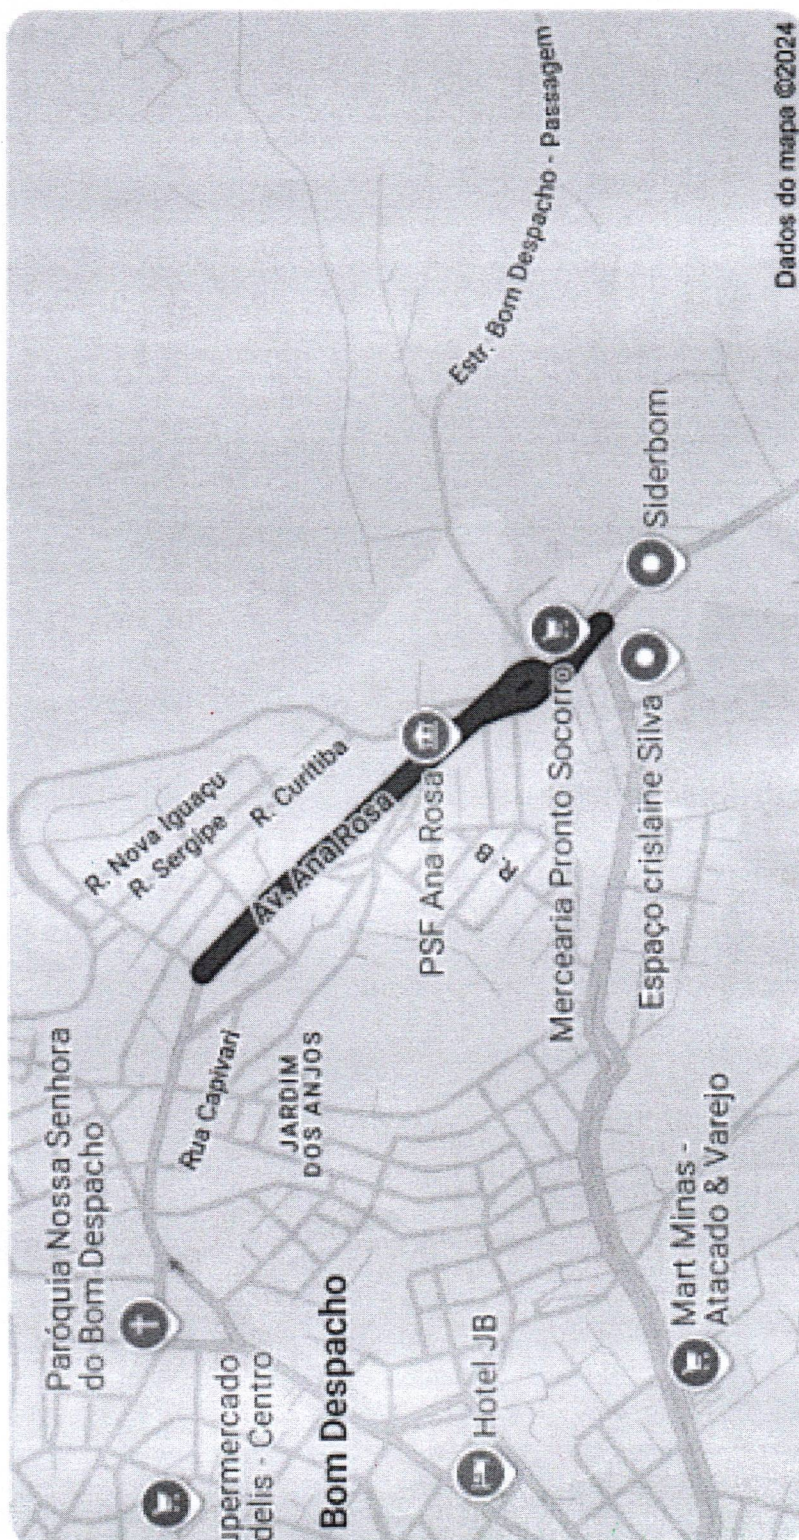 Paróquia Nossa Senhora
do Bom Despacho
upermercado
delis - Centro
Bom Despacho
Hotel JB
Mart Minas -
Atacado & Varejo
Rua Capivari
JARDIM
DOS ANJOS
R. Nova Iguaçu
R. Sergipe
R. Curitiba
Av. Ana Rosa
PSF Ana Rosa
R. B
Mercearia Pronto Socorro
Espaço crislaine Silva
Siderbom
Estr. Bom Despacho - Passagem
Dados do mapa ©2024